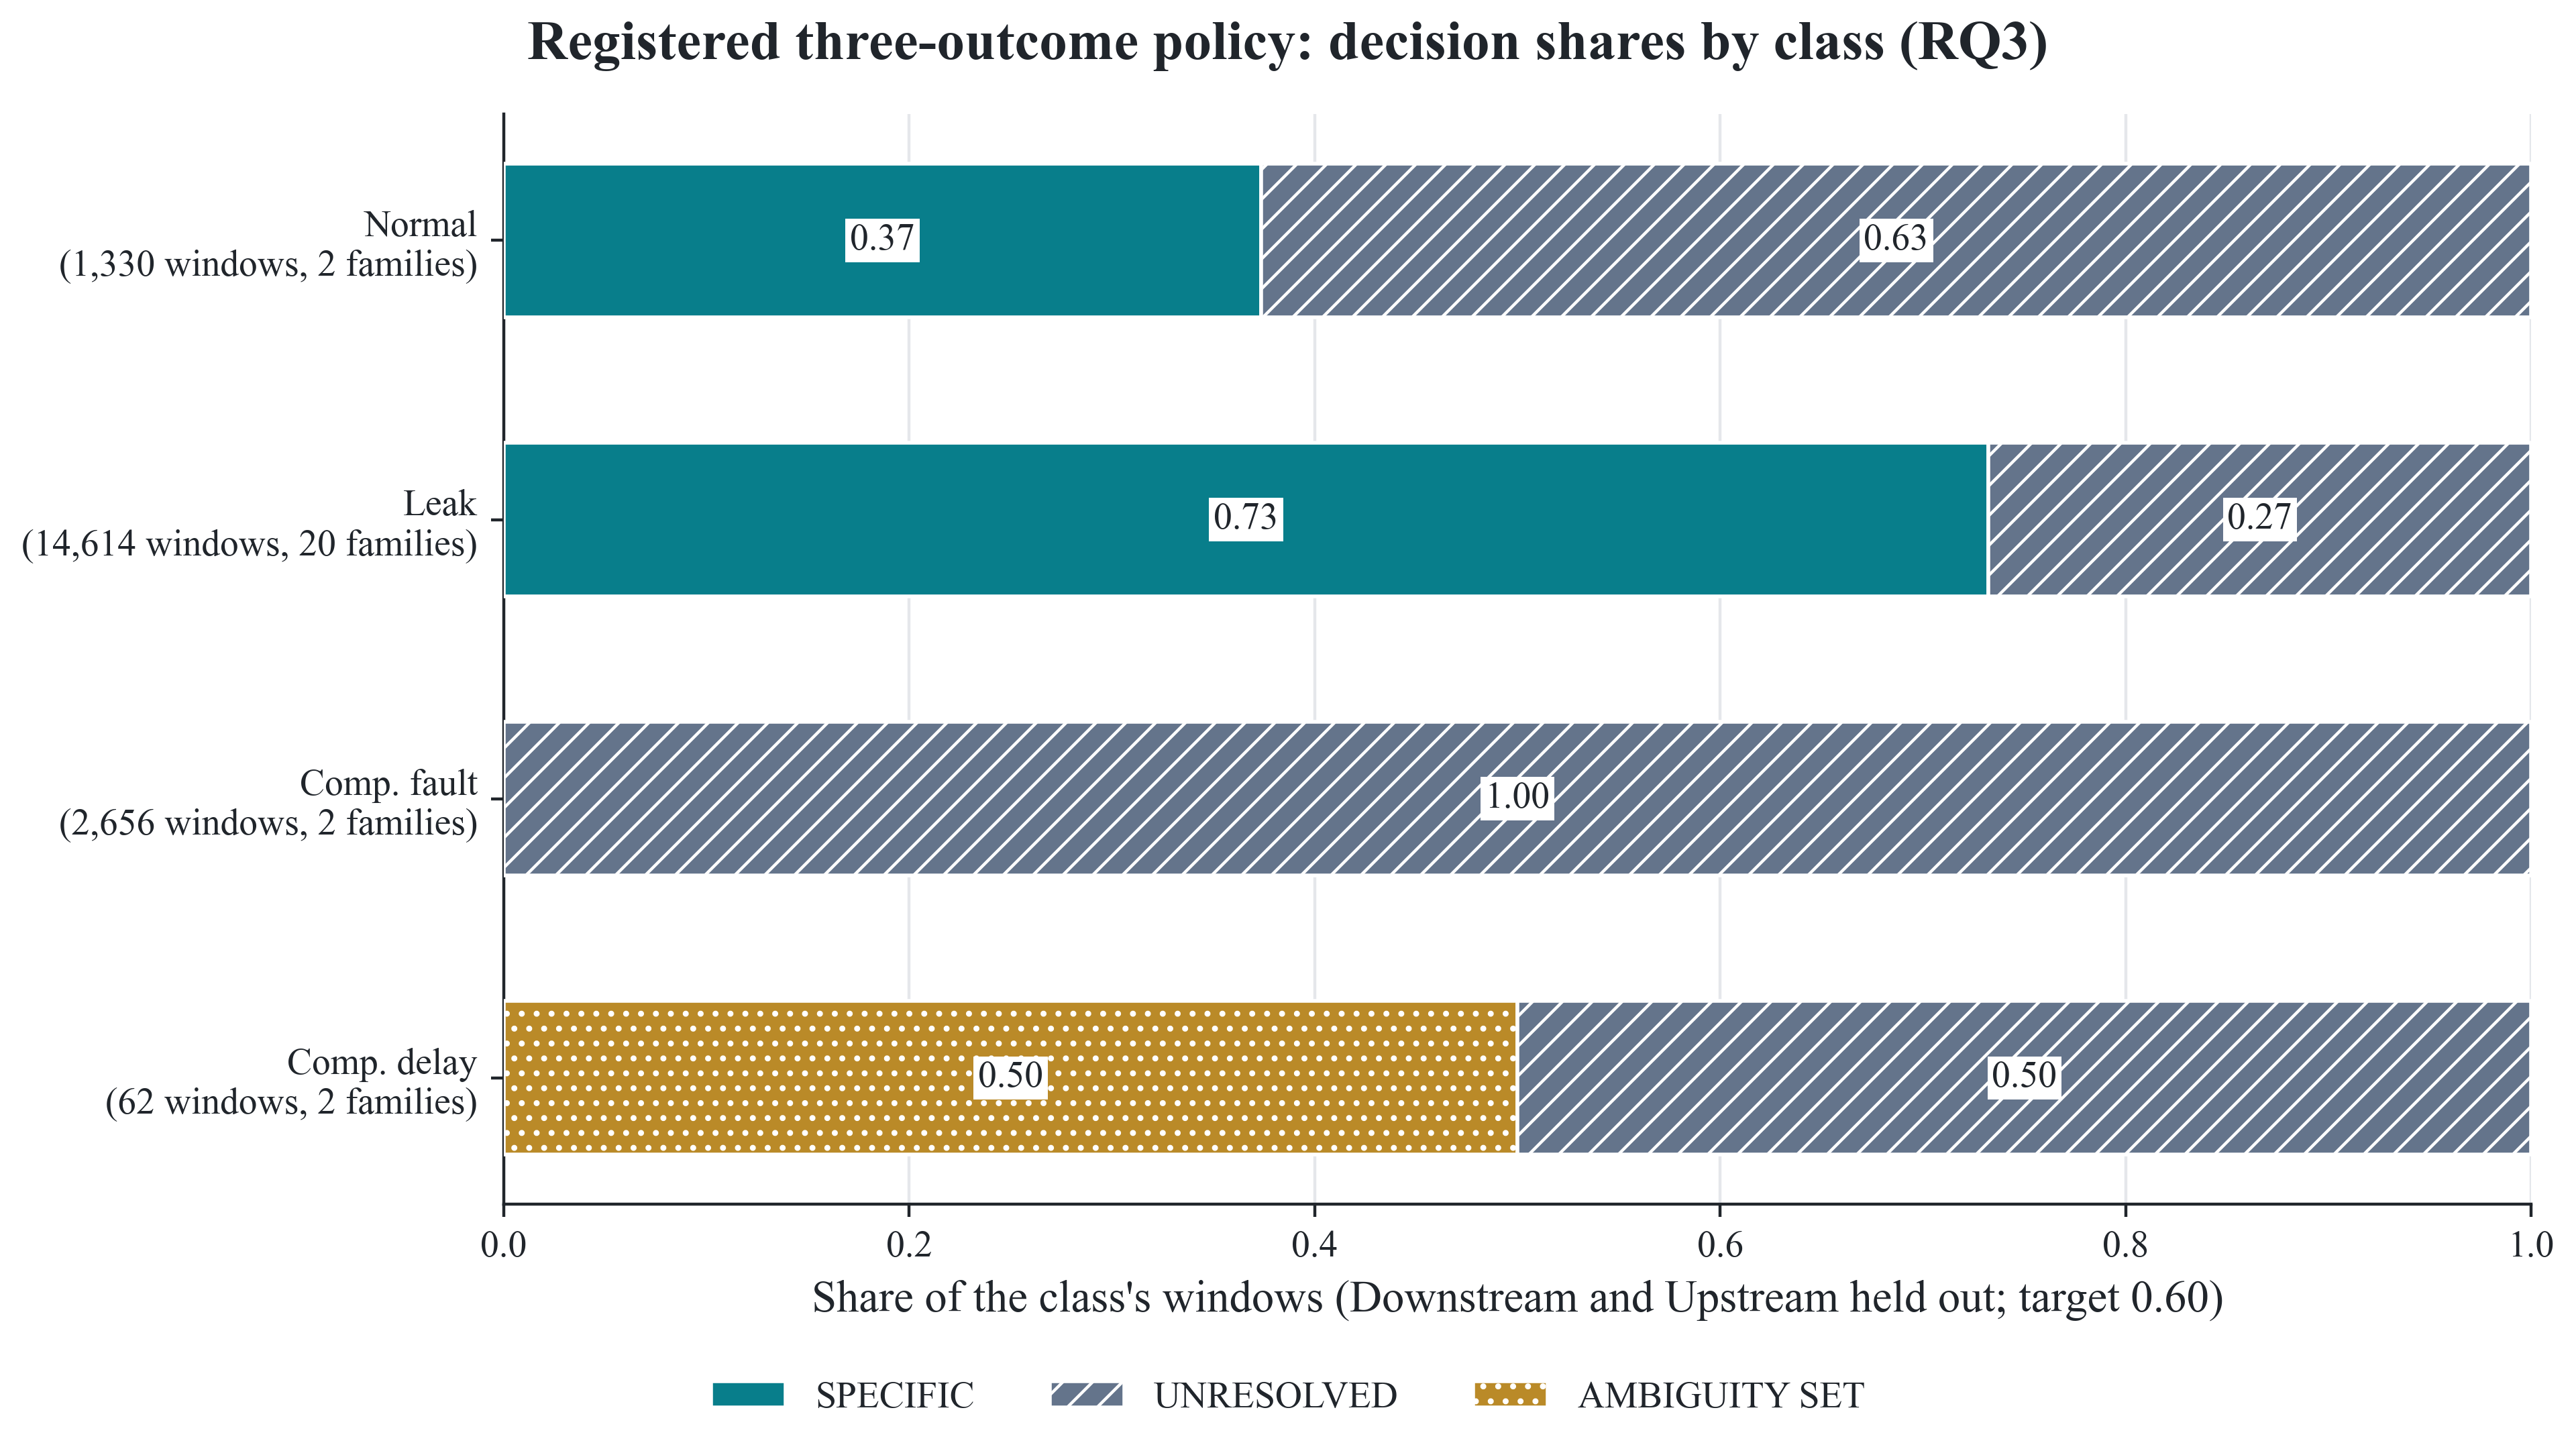 Registered three-outcome policy: decision shares by class (RQ3)
Normal
(1,330 windows, 2 families)
0.37
0.63
Leak
(14,614 windows, 20 families)
0.73
0.27
Comp. fault
(2,656 windows, 2 families)
1.00
Comp. delay
(62 windows, 2 families)
0.50
0.50
0.0
0.2
0.4
0.6
0.8
1.0
Share of the class's windows (Downstream and Upstream held out; target 0.60)
SPECIFIC
UNRESOLVED
AMBIGUITY SET